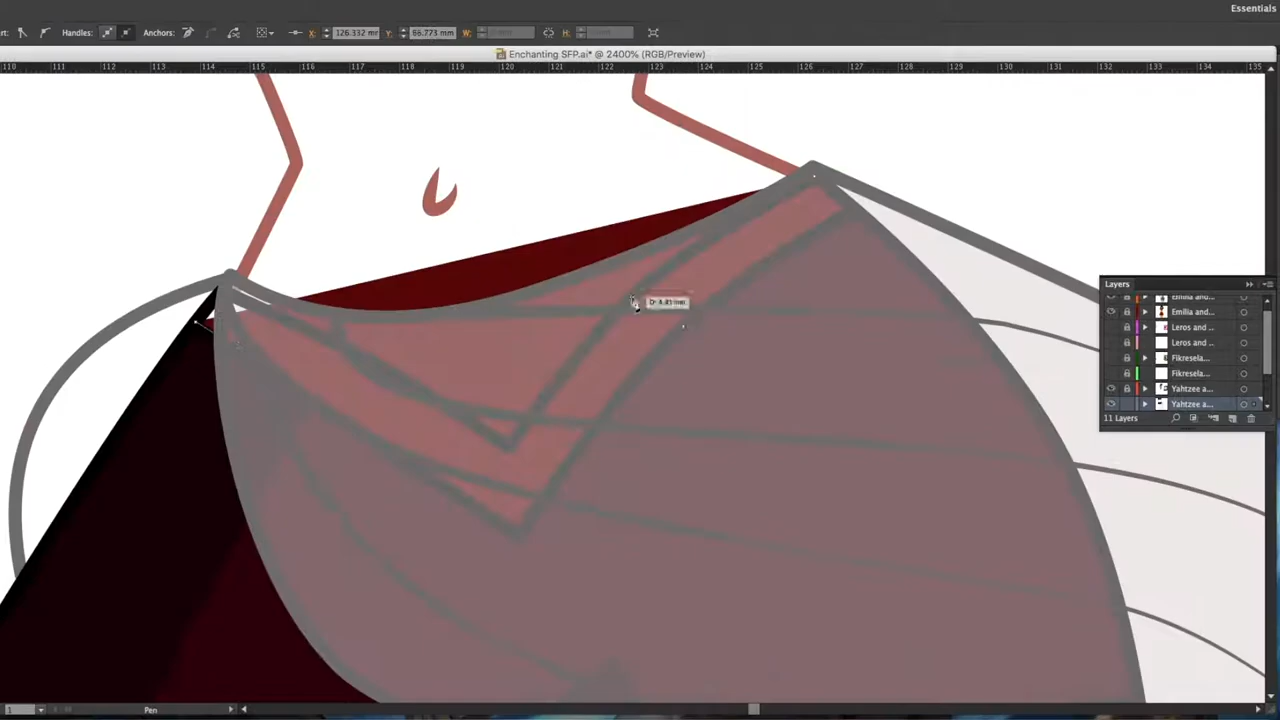 Essentials
rt: Handles: Anchors: X: 126.332 mm Y: 66.773 mm W: H:
Enchanting SFP.ai* @ 2400% (RGB/Preview)
110 111 112 113 114 115 116 117 118 119 120 121 122 123 124 125 126 127 128 129 130 131 132 133 134 135
Layers
Emilia and...
Emilia and...
Leros and ..
Leros and ..
Fikresela...
Fikresela...
Yahtzee a...
Yahtzee a...
11 Layers
1 Pen